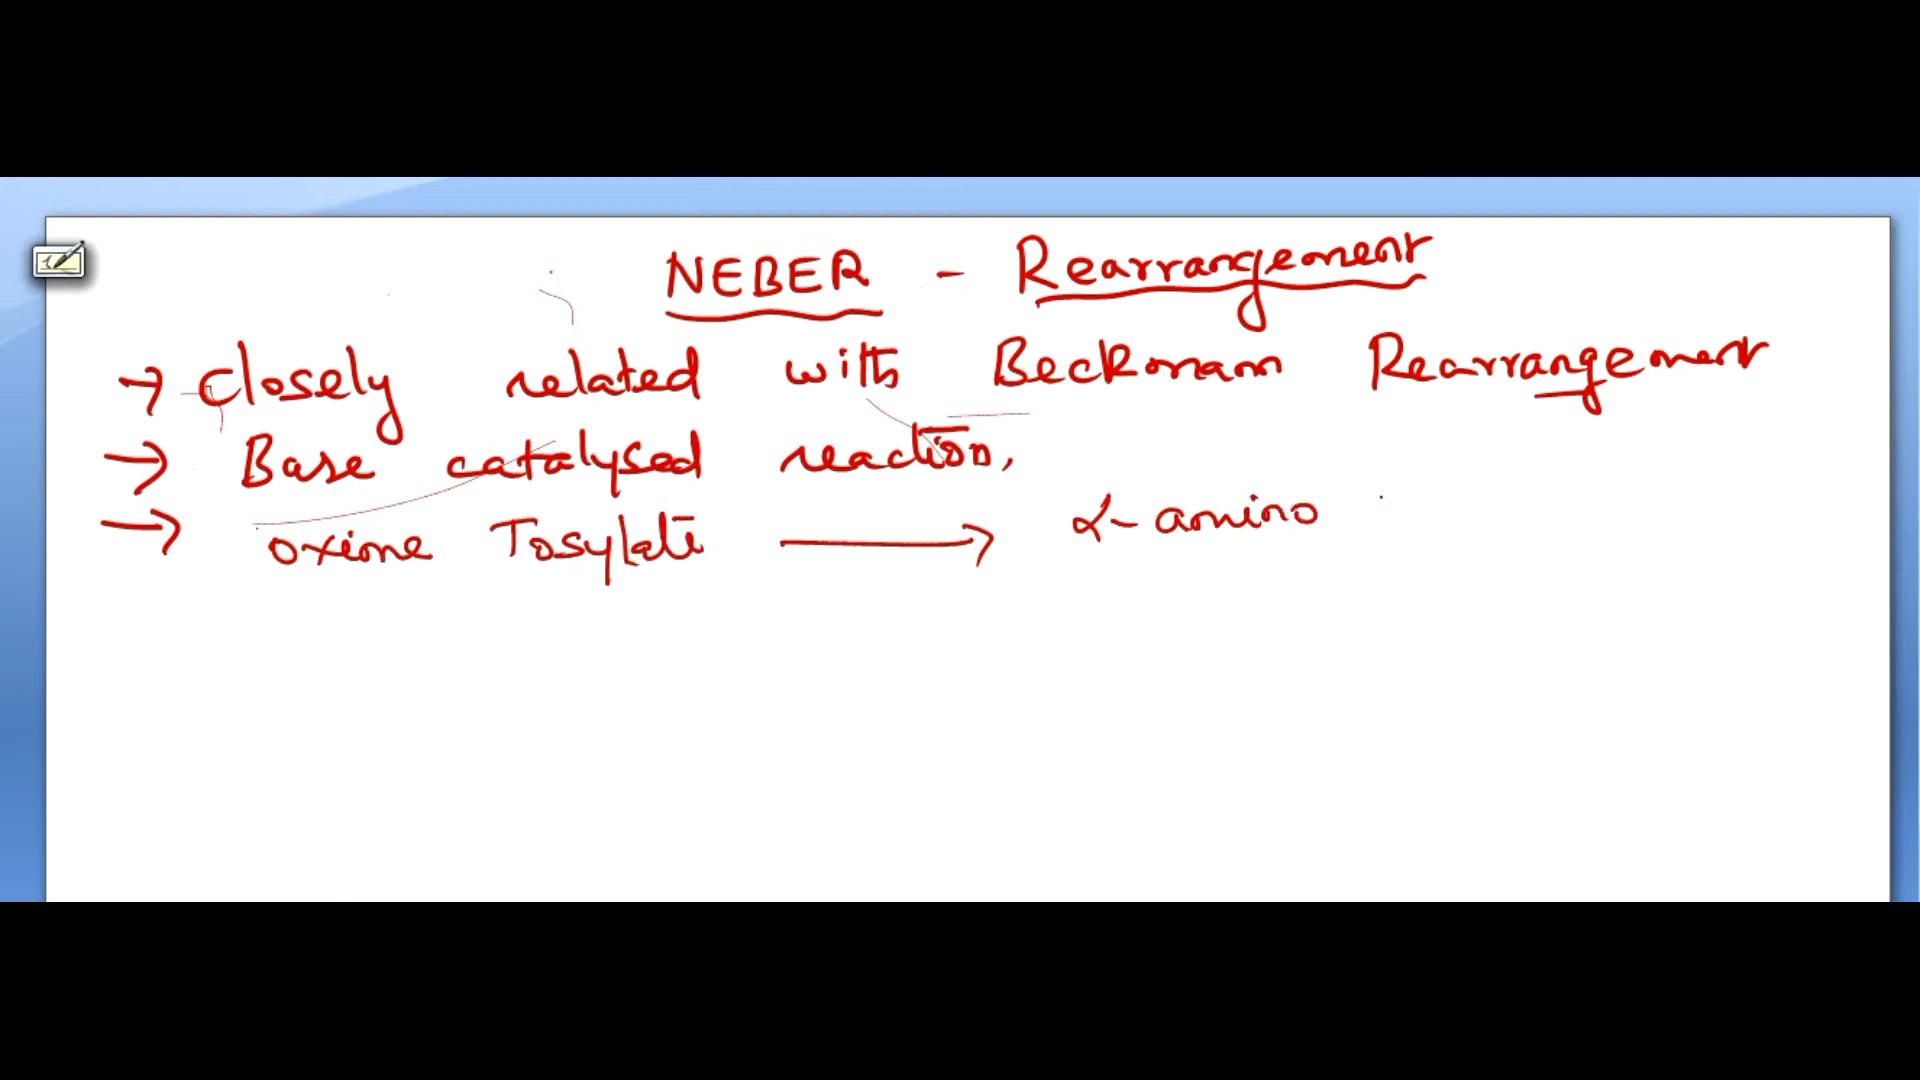 NEBER - Rearrangement
→ Closely related with Beckmann Rearrangement
→ Base catalysed reaction,
→ oxime Tosylate ⟶ α- amino